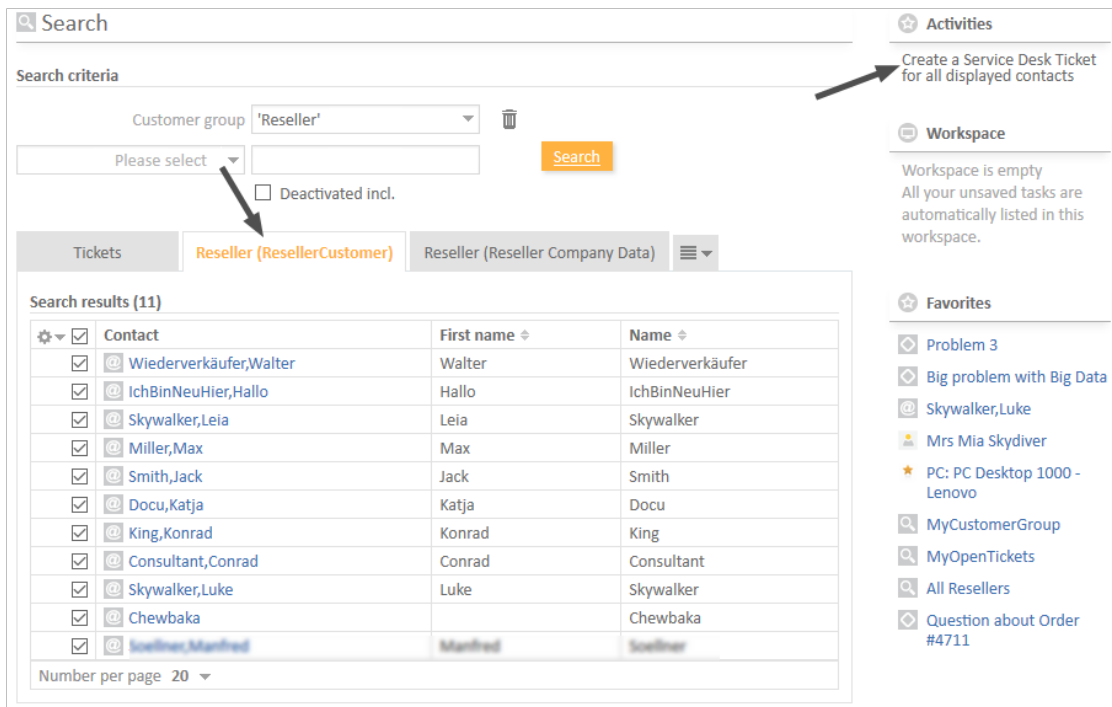 Search
Search criteria
Customer group 'Reseller'
Please select
Search
Deactivated incl.
Tickets Reseller (ResellerCustomer) Reseller (Reseller Company Data)
Search results (11)
Contact First name Name
Wiederverkäufer,Walter Walter Wiederverkäufer
IchBinNeuHier,Hallo Hallo IchBinNeuHier
Skywalker,Leia Leia Skywalker
Miller,Max Max Miller
Smith,Jack Jack Smith
Docu,Katja Katja Docu
King,Konrad Konrad King
Consultant,Conrad Conrad Consultant
Skywalker,Luke Luke Skywalker
Chewbaka Chewbaka
Number per page 20
Activities
Create a Service Desk Ticket
for all displayed contacts
Workspace
Workspace is empty
All your unsaved tasks are
automatically listed in this
workspace.
Favorites
Problem 3
Big problem with Big Data
Skywalker,Luke
Mrs Mia Skydiver
PC: PC Desktop 1000 -
Lenovo
MyCustomerGroup
MyOpenTickets
All Resellers
Question about Order
#4711